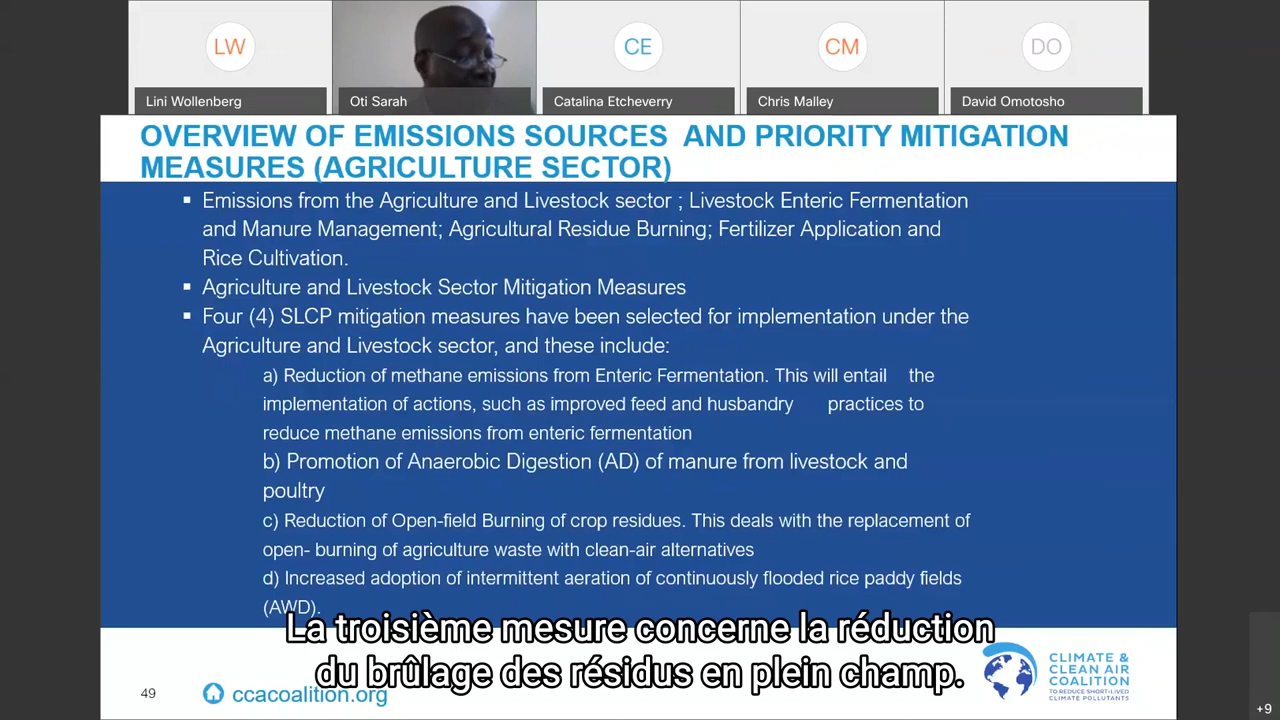 LW
CE
CM
DO
Lini Wollenberg
Oti Sarah
Catalina Etcheverry
Chris Malley
David Omotosho
OVERVIEW OF EMISSIONS SOURCES AND PRIORITY MITIGATION
MEASURES (AGRICULTURE SECTOR)
▪ Emissions from the Agriculture and Livestock sector ; Livestock Enteric Fermentation
and Manure Management; Agricultural Residue Burning; Fertilizer Application and
Rice Cultivation.
▪ Agriculture and Livestock Sector Mitigation Measures
▪ Four (4) SLCP mitigation measures have been selected for implementation under the
Agriculture and Livestock sector, and these include:
a) Reduction of methane emissions from Enteric Fermentation. This will entail the
implementation of actions, such as improved feed and husbandry practices to
reduce methane emissions from enteric fermentation
b) Promotion of Anaerobic Digestion (AD) of manure from livestock and
poultry
c) Reduction of Open-field Burning of crop residues. This deals with the replacement of
open- burning of agriculture waste with clean-air alternatives
d) Increased adoption of intermittent aeration of continuously flooded rice paddy fields
(AWD).
La troisième mesure concerne la réduction
du brûlage des résidus en plein champ.
49
ccacoalition.org
CLIMATE &
CLEAN AIR
COALITION
TO REDUCE SHORT-LIVED
CLIMATE POLLUTANTS
+9